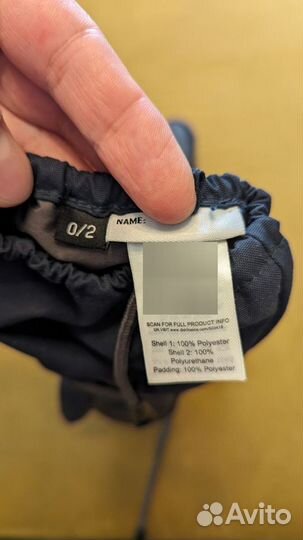 0/2
NAME:
SCAN FOR FULL PRODUCT INFO
Shell 1: 100% Polyester
Shell 2: 100%
Polyurethane
Padding: 100% Polyester
Avito